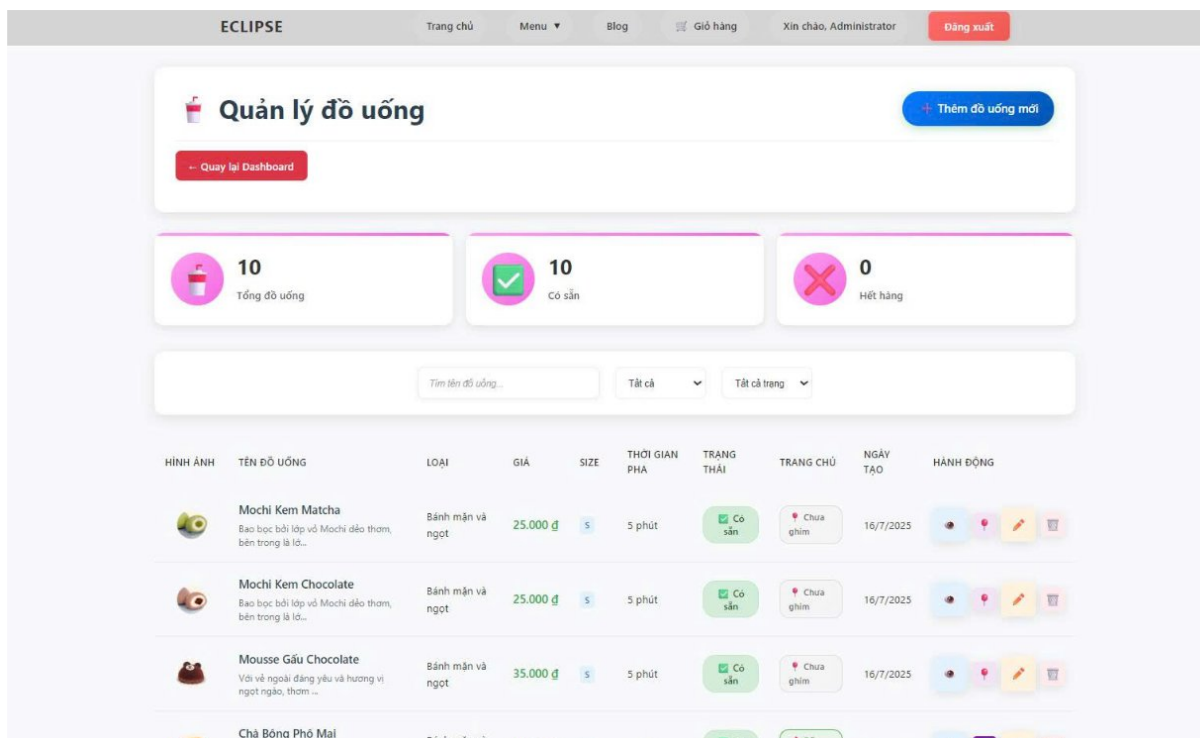 ECLIPSE Trang chủ Menu ▼ Blog Giỏ hàng Xin chào, Administrator Đăng xuất
Quản lý đồ uống
+ Thêm đồ uống mới
← Quay lại Dashboard
10
Tổng đồ uống
10
Có sẵn
0
Hết hàng
Tìm tên đồ uống...
Tất cả
Tất cả trạng
HÌNH ẢNH TÊN ĐỒ UỐNG LOẠI GIÁ SIZE THỜI GIAN PHA TRẠNG THÁI TRANG CHỦ NGÀY TẠO HÀNH ĐỘNG
Mochi Kem Matcha
Bao bọc bởi lớp vỏ Mochi dẻo thơm,
bên trong là lớ...
Bánh mặn và
ngọt
25.000 ₫
S
5 phút
Có
sẵn
Chưa
ghim
16/7/2025
Mochi Kem Chocolate
Bao bọc bởi lớp vỏ Mochi dẻo thơm,
bên trong là lớ...
Bánh mặn và
ngọt
25.000 ₫
S
5 phút
Có
sẵn
Chưa
ghim
16/7/2025
Mousse Gấu Chocolate
Với vẻ ngoài đáng yêu và hương vị
ngọt ngào, thơm ...
Bánh mặn và
ngọt
35.000 ₫
S
5 phút
Có
sẵn
Chưa
ghim
16/7/2025
Chà Bông Phô Mai